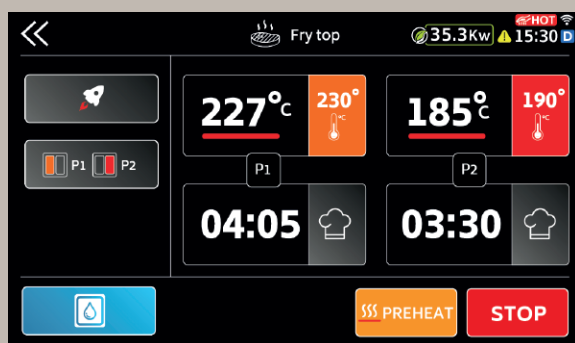 HOT
Fry top
35.3Kw
15:30 D
227°C
230°
°C
185°C
190°
°C
P1 P2
P1
P2
04:05
03:30
PREHEAT
STOP